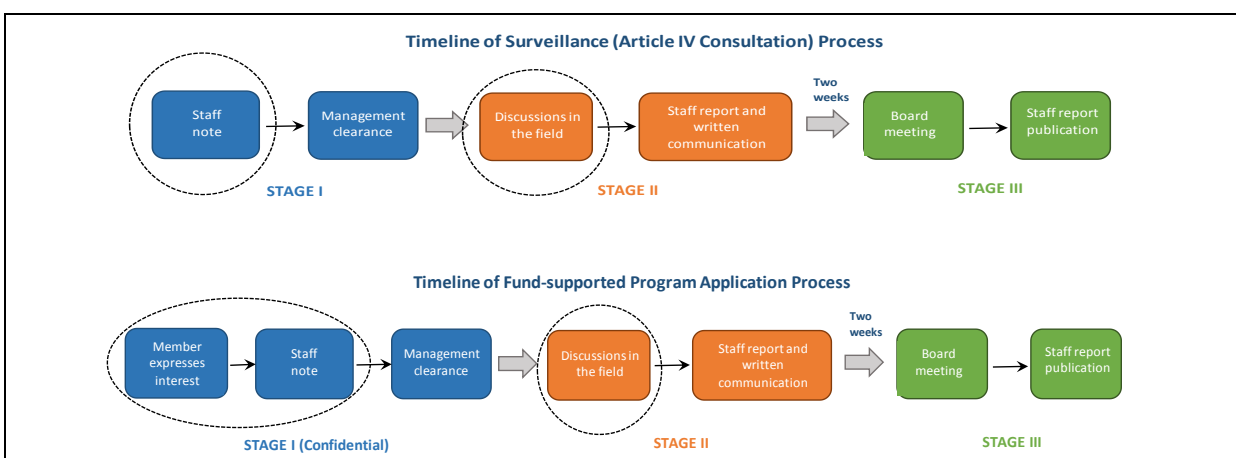 Timeline of Surveillance (Article IV Consultation) Process
Staff
note
Management
clearance
Discussions in
the field
Staff report and
written
communication
Two
weeks
Board
meeting
Staff report
publication
STAGE I
STAGE II
STAGE III
Timeline of Fund-supported Program Application Process
Member
expresses
interest
Staff
note
Management
clearance
Discussions in
the field
Staff report and
written
communication
Two
weeks
Board
meeting
Staff report
publication
STAGE I (Confidential)
STAGE II
STAGE III